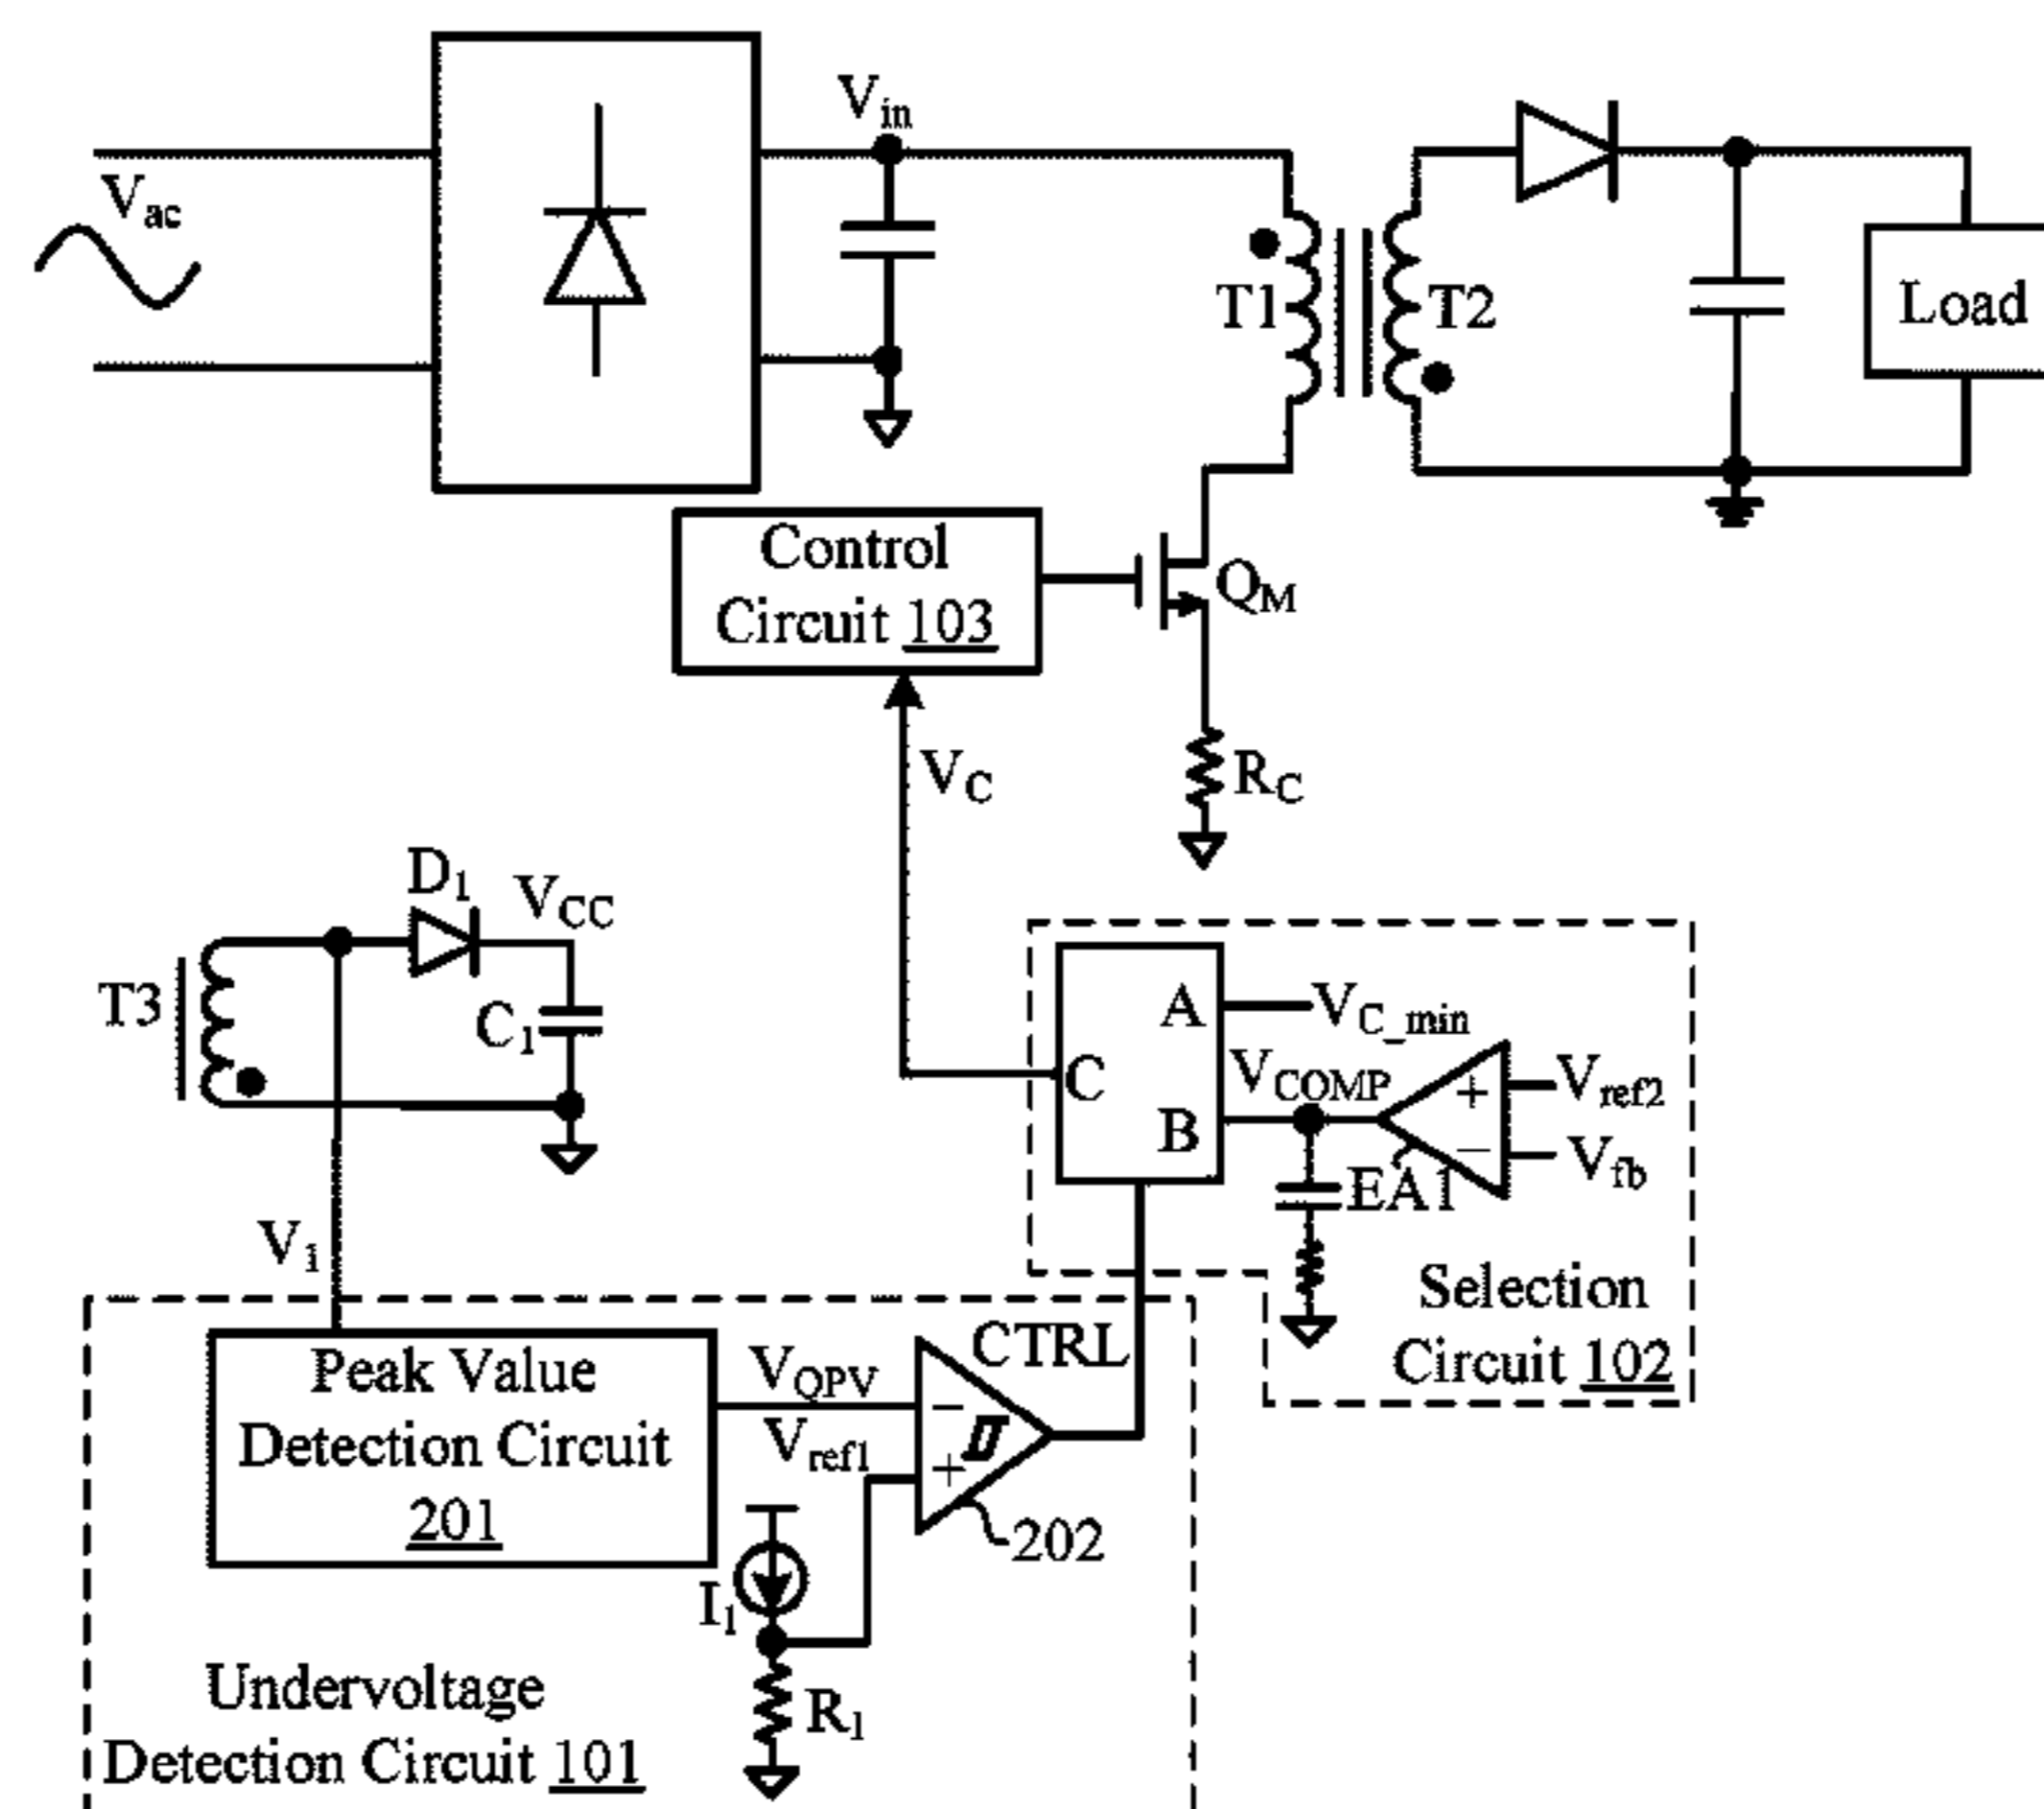 Vac
Vin
T1
T2
Load
Control
Circuit 103
QM
VC
RC
D1
VCC
T3
C1
A
VC_min
C
VCOMP
+
Vref2
B
−
Vfb
EA1
V1
Selection
Circuit 102
CTRL
Peak Value
Detection Circuit
201
VQPV
−
Vref1
+
202
I1
R1
Undervoltage
Detection Circuit 101